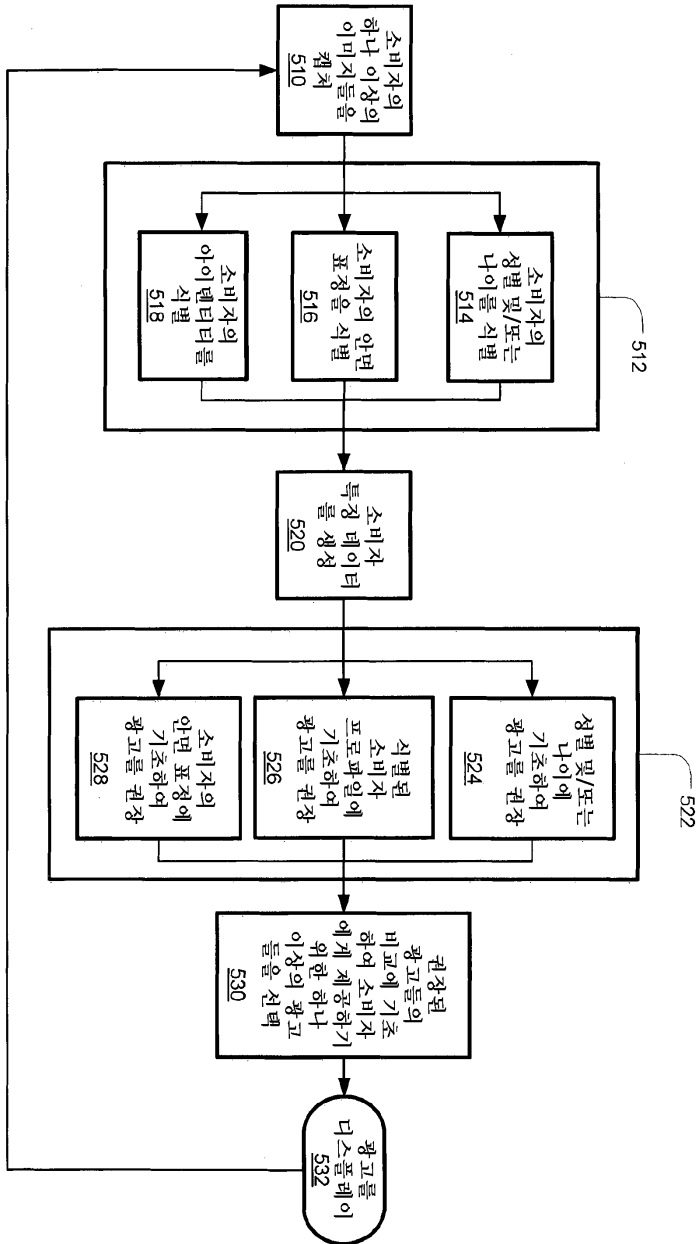 소비자의
하나 이상의
이미지들을
캡처
510
512
소비자의
성별 및/또는
나이를 식별
514
소비자의 안면
표정을 식별
516
소비자의
아이덴티티를
식별
518
소비자
특징 데이터
를 생성
520
522
성별 및/또는
나이에
기초하여
광고를 권장
524
식별된
소비자
프로파일에
기초하여
광고를 권장
526
소비자의
안면 표정에
기초하여
광고를 권장
528
권장된
광고들의
비교에 기초
하여 소비자
에게 제공하기
위한 하나
이상의 광고
들을 선택
530
광고를
디스플레이
532